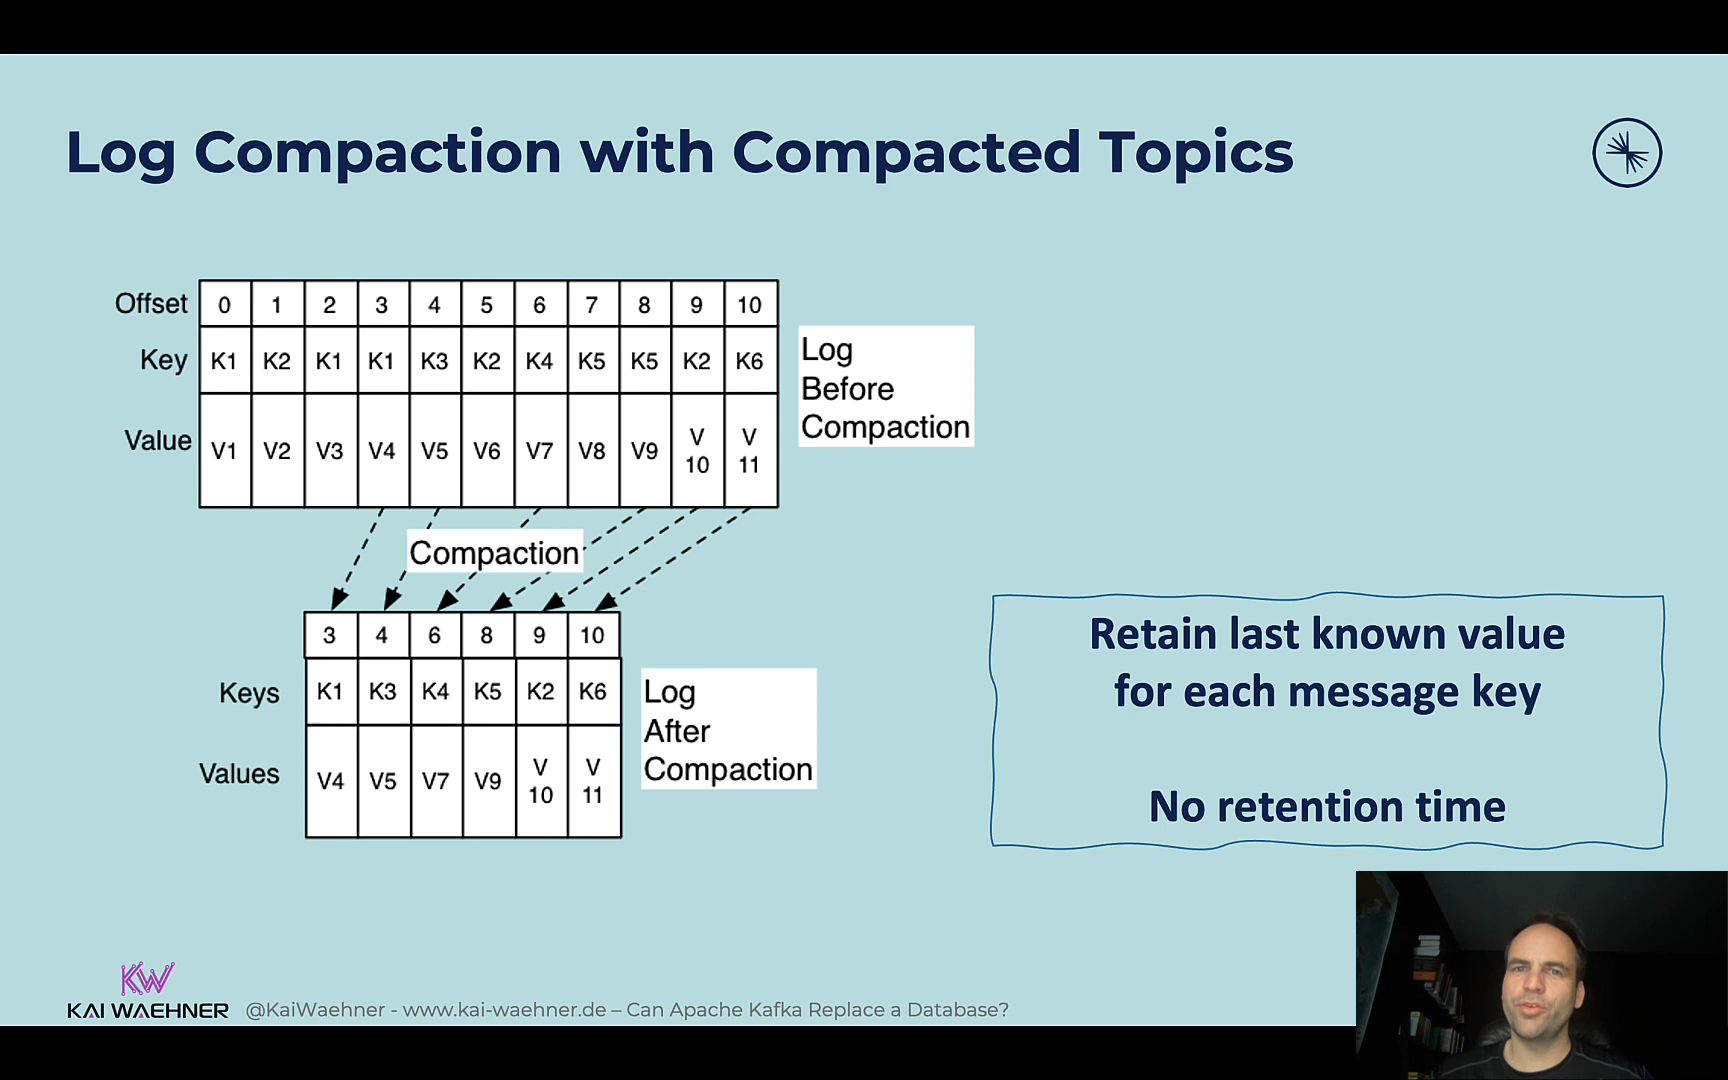 Log Compaction with Compacted Topics
Offset 0 1 2 3 4 5 6 7 8 9 10
Key K1 K2 K1 K1 K3 K2 K4 K5 K5 K2 K6
Value V1 V2 V3 V4 V5 V6 V7 V8 V9 V 10 V 11
Log
Before
Compaction
Compaction
3 4 6 8 9 10
Keys K1 K3 K4 K5 K2 K6
Values V4 V5 V7 V9 V 10 V 11
Log
After
Compaction
Retain last known value
for each message key
No retention time
KW
KAI WAEHNER @KaiWaehner - www.kai-waehner.de – Can Apache Kafka Replace a Database?